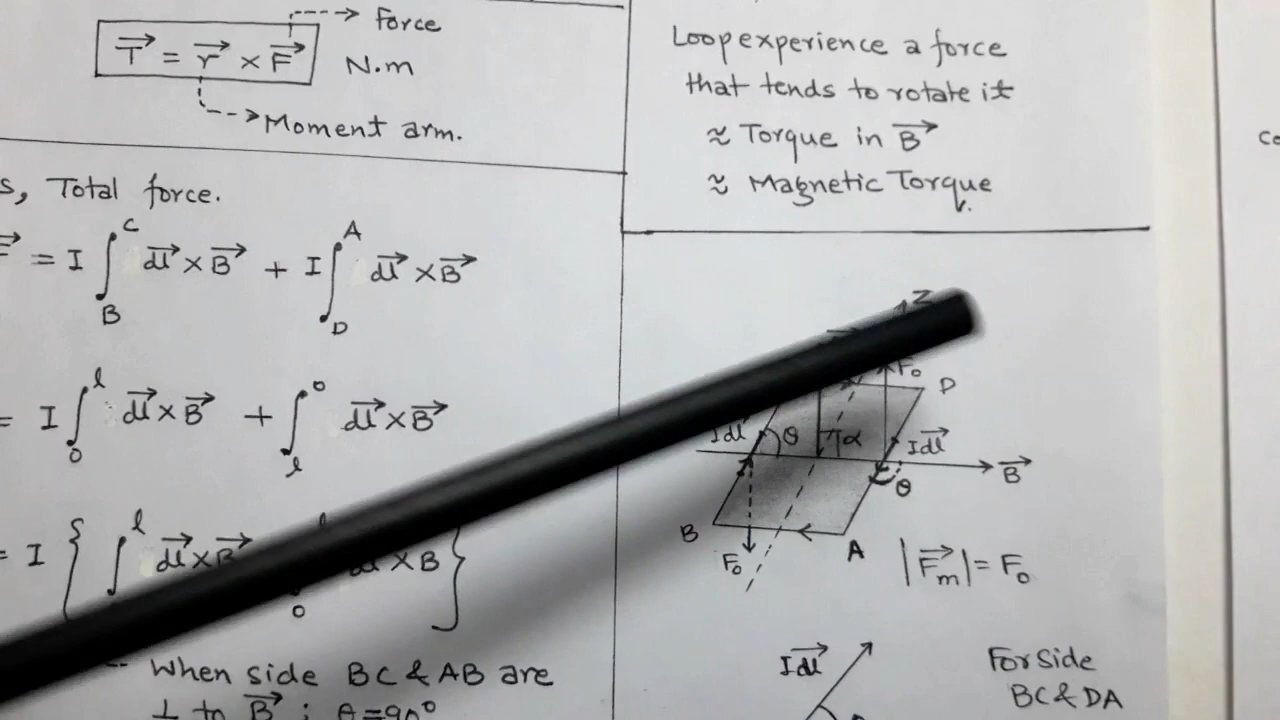 Force
T = r × F N.m
Moment arm.
s, Total force.
F = I ∫ B C dl × B + I ∫ D A dl × B
= I ∫ 0 l dl × B + ∫ l 0 dl × B
= I { ∫ l dl × B 0 dl × B }
When side BC & AB are
⊥ to B ; θ = 90°
Loop experience a force
that tends to rotate it
≈ Torque in B
≈ Magnetic Torque
Z
F₀ D
Idl θ α Idl
B
θ
B A
F₀ |Fm| = F₀
Idl For side
BC & DA